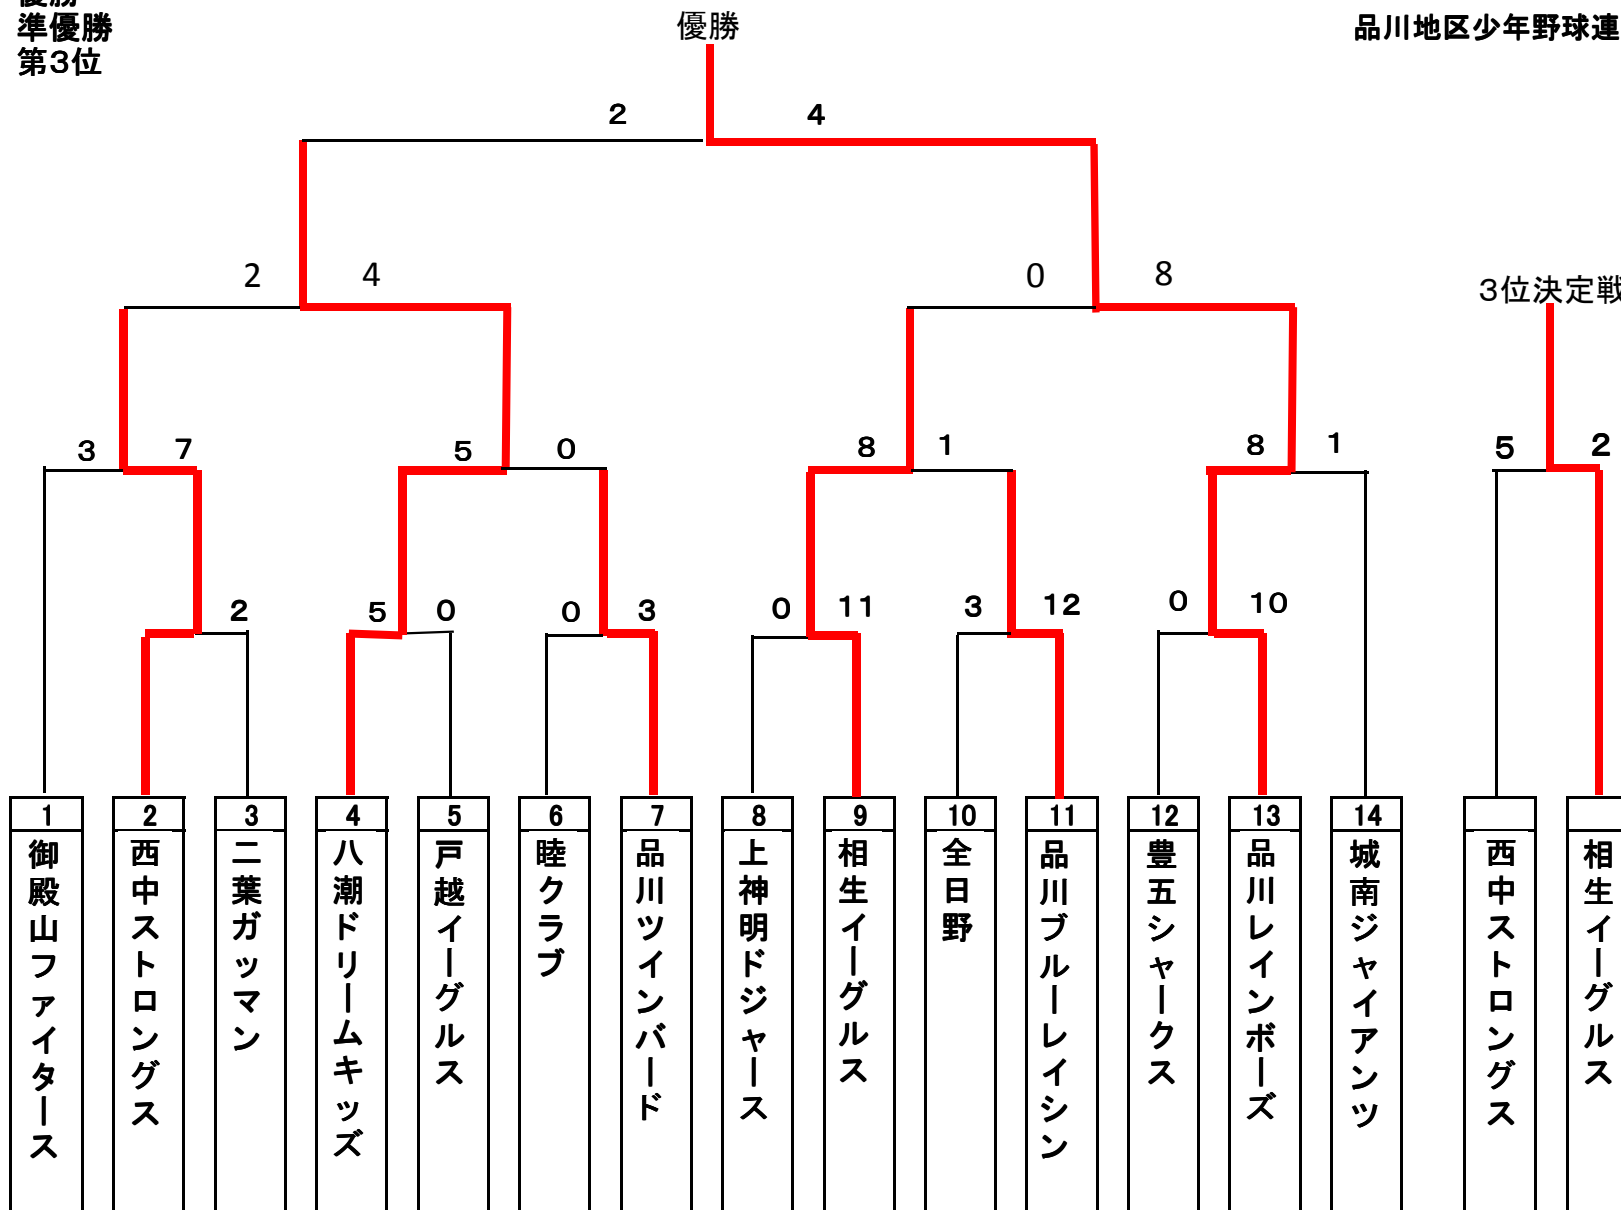 優勝
準優勝
第3位
優勝
品川地区少年野球連
2 4
2 4 0 8
3位決定戦
3 7 5 0 8 1 8 1 5 2
2 5 0 0 3 0 11 3 12 0 10
1 2 3 4 5 6 7 8 9 10 11 12 13 14
御殿山ファイタース
西中ストロングス
二葉ガッマン
八潮ドリームキッズ
戸越イーグルス
睦クラブ
品川ツインバード
上神明ドジャース
相生イーグルス
全日野
品川ブルーレイシン
豊五シャークス
品川レインボーズ
城南ジャイアンツ
西中ストロングス
相生イーグルス